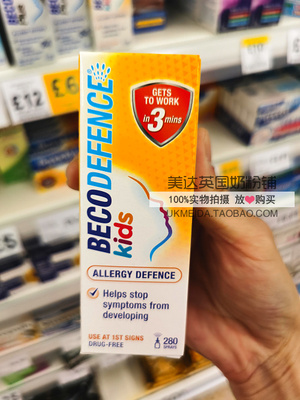 £12
£6
BECODEFENCE
kids
GETS
TO WORK
in 3 mins
美达英国奶粉铺
100%实物拍摄 放♥购买
UKMEIDA.TAOBAO.COM
ALLERGY DEFENCE
Helps stop
symptoms from
developing
USE AT 1ST SIGNS
DRUG-FREE
280
SPRAYS